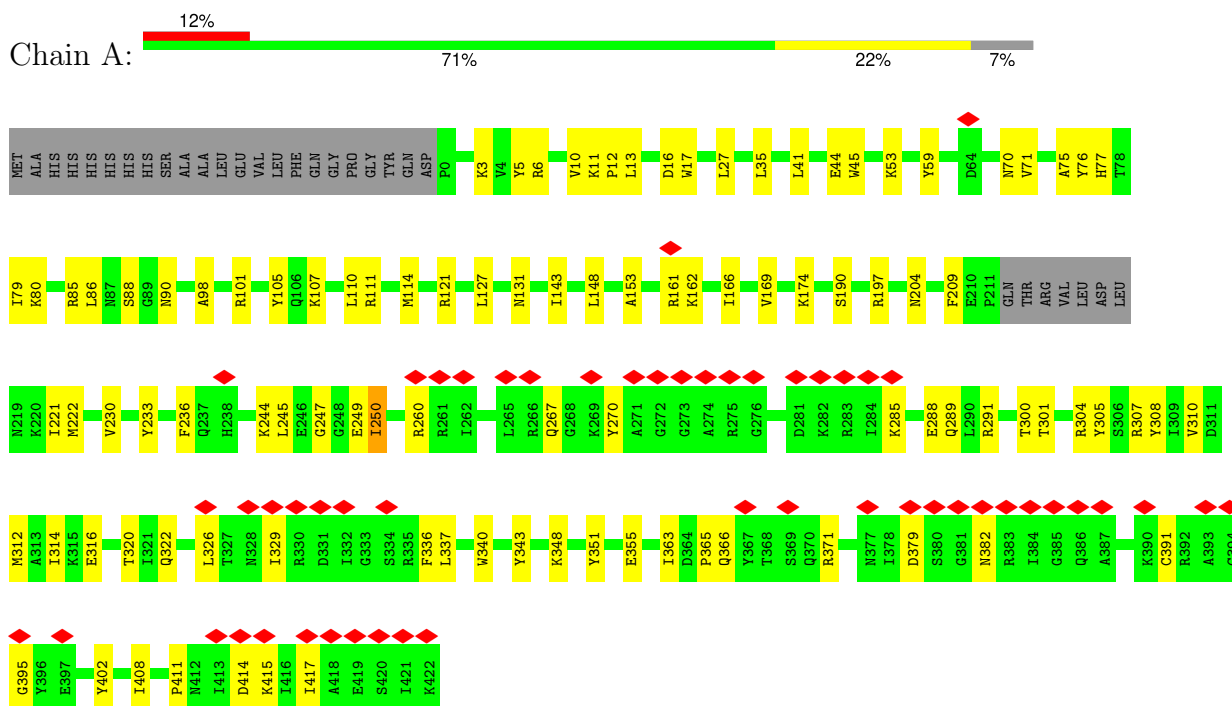 12%
Chain A:
71% 22% 7%
MET ALA HIS HIS HIS HIS HIS HIS SER ALA ALA LEU GLU VAL LEU PHE GLN GLY PRO GLY TYR GLN ASP P0 K3 V4 Y5 R6 V10 K11 P12 L13 D16 W17 L27 L35 L41 E44 W45 K53 Y59 D64 N70 V71 A75 Y76 H77 T78
I79 K80 R85 L86 N87 S88 G89 N90 A98 R101 Y105 Q106 K107 L110 R111 M114 R121 L127 N131 I143 L148 A153 R161 K162 I166 V169 K174 S190 R197 N204 F209 E210 P211 GLN THR ARG VAL LEU ASP LEU
N219 K220 I221 M222 V230 Y233 F236 Q237 H238 K244 L245 E246 G247 G248 E249 I250 R260 R261 I262 L265 R266 Q267 G268 K269 Y270 A271 G272 G273 A274 R275 G276 D281 K282 R283 I284 K285 E288 Q289 L290 R291 T300 T301 R304 Y305 S306 R307 Y308 I309 V310 D311
M312 A313 I314 K315 E316 T320 I321 Q322 L326 T327 N328 I329 R330 D331 I332 G333 S334 R335 F336 L337 W340 Y343 K348 Y351 E355 I363 D364 P365 Q366 Y367 T368 S369 Q370 R371 N377 I378 D379 S380 G381 N382 R383 I384 G385 Q386 A387 K390 C391 R392 A393
G395 Y396 E397 Y402 I408 P411 N412 I413 D414 K415 I416 I417 A418 E419 S420 I421 K422